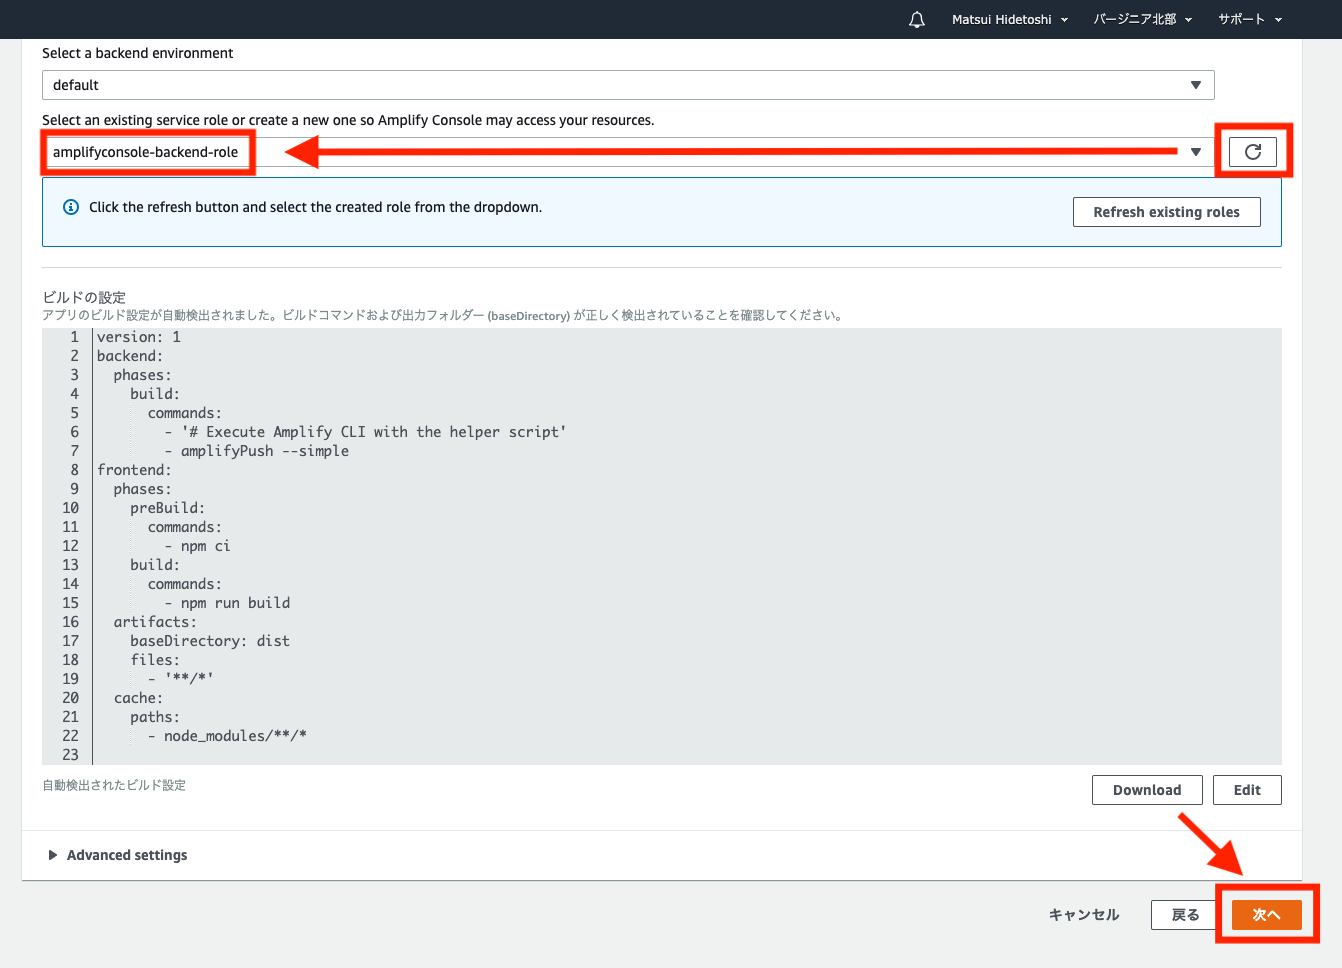 Matsui Hidetoshi バージニア北部 サポート
Select a backend environment
default
Select an existing service role or create a new one so Amplify Console may access your resources.
amplifyconsole-backend-role
Click the refresh button and select the created role from the dropdown.
Refresh existing roles
ビルドの設定
アプリのビルド設定が自動検出されました。ビルドコマンドおよび出力フォルダー (baseDirectory) が正しく検出されていることを確認してください。
1 version: 1
2 backend:
3   phases:
4     build:
5       commands:
6         - '# Execute Amplify CLI with the helper script'
7         - amplifyPush --simple
8 frontend:
9   phases:
10     preBuild:
11       commands:
12         - npm ci
13     build:
14       commands:
15         - npm run build
16   artifacts:
17     baseDirectory: dist
18     files:
19       - '**/*'
20   cache:
21     paths:
22       - node_modules/**/*
23
自動検出されたビルド設定
Download Edit
Advanced settings
キャンセル 戻る 次へ